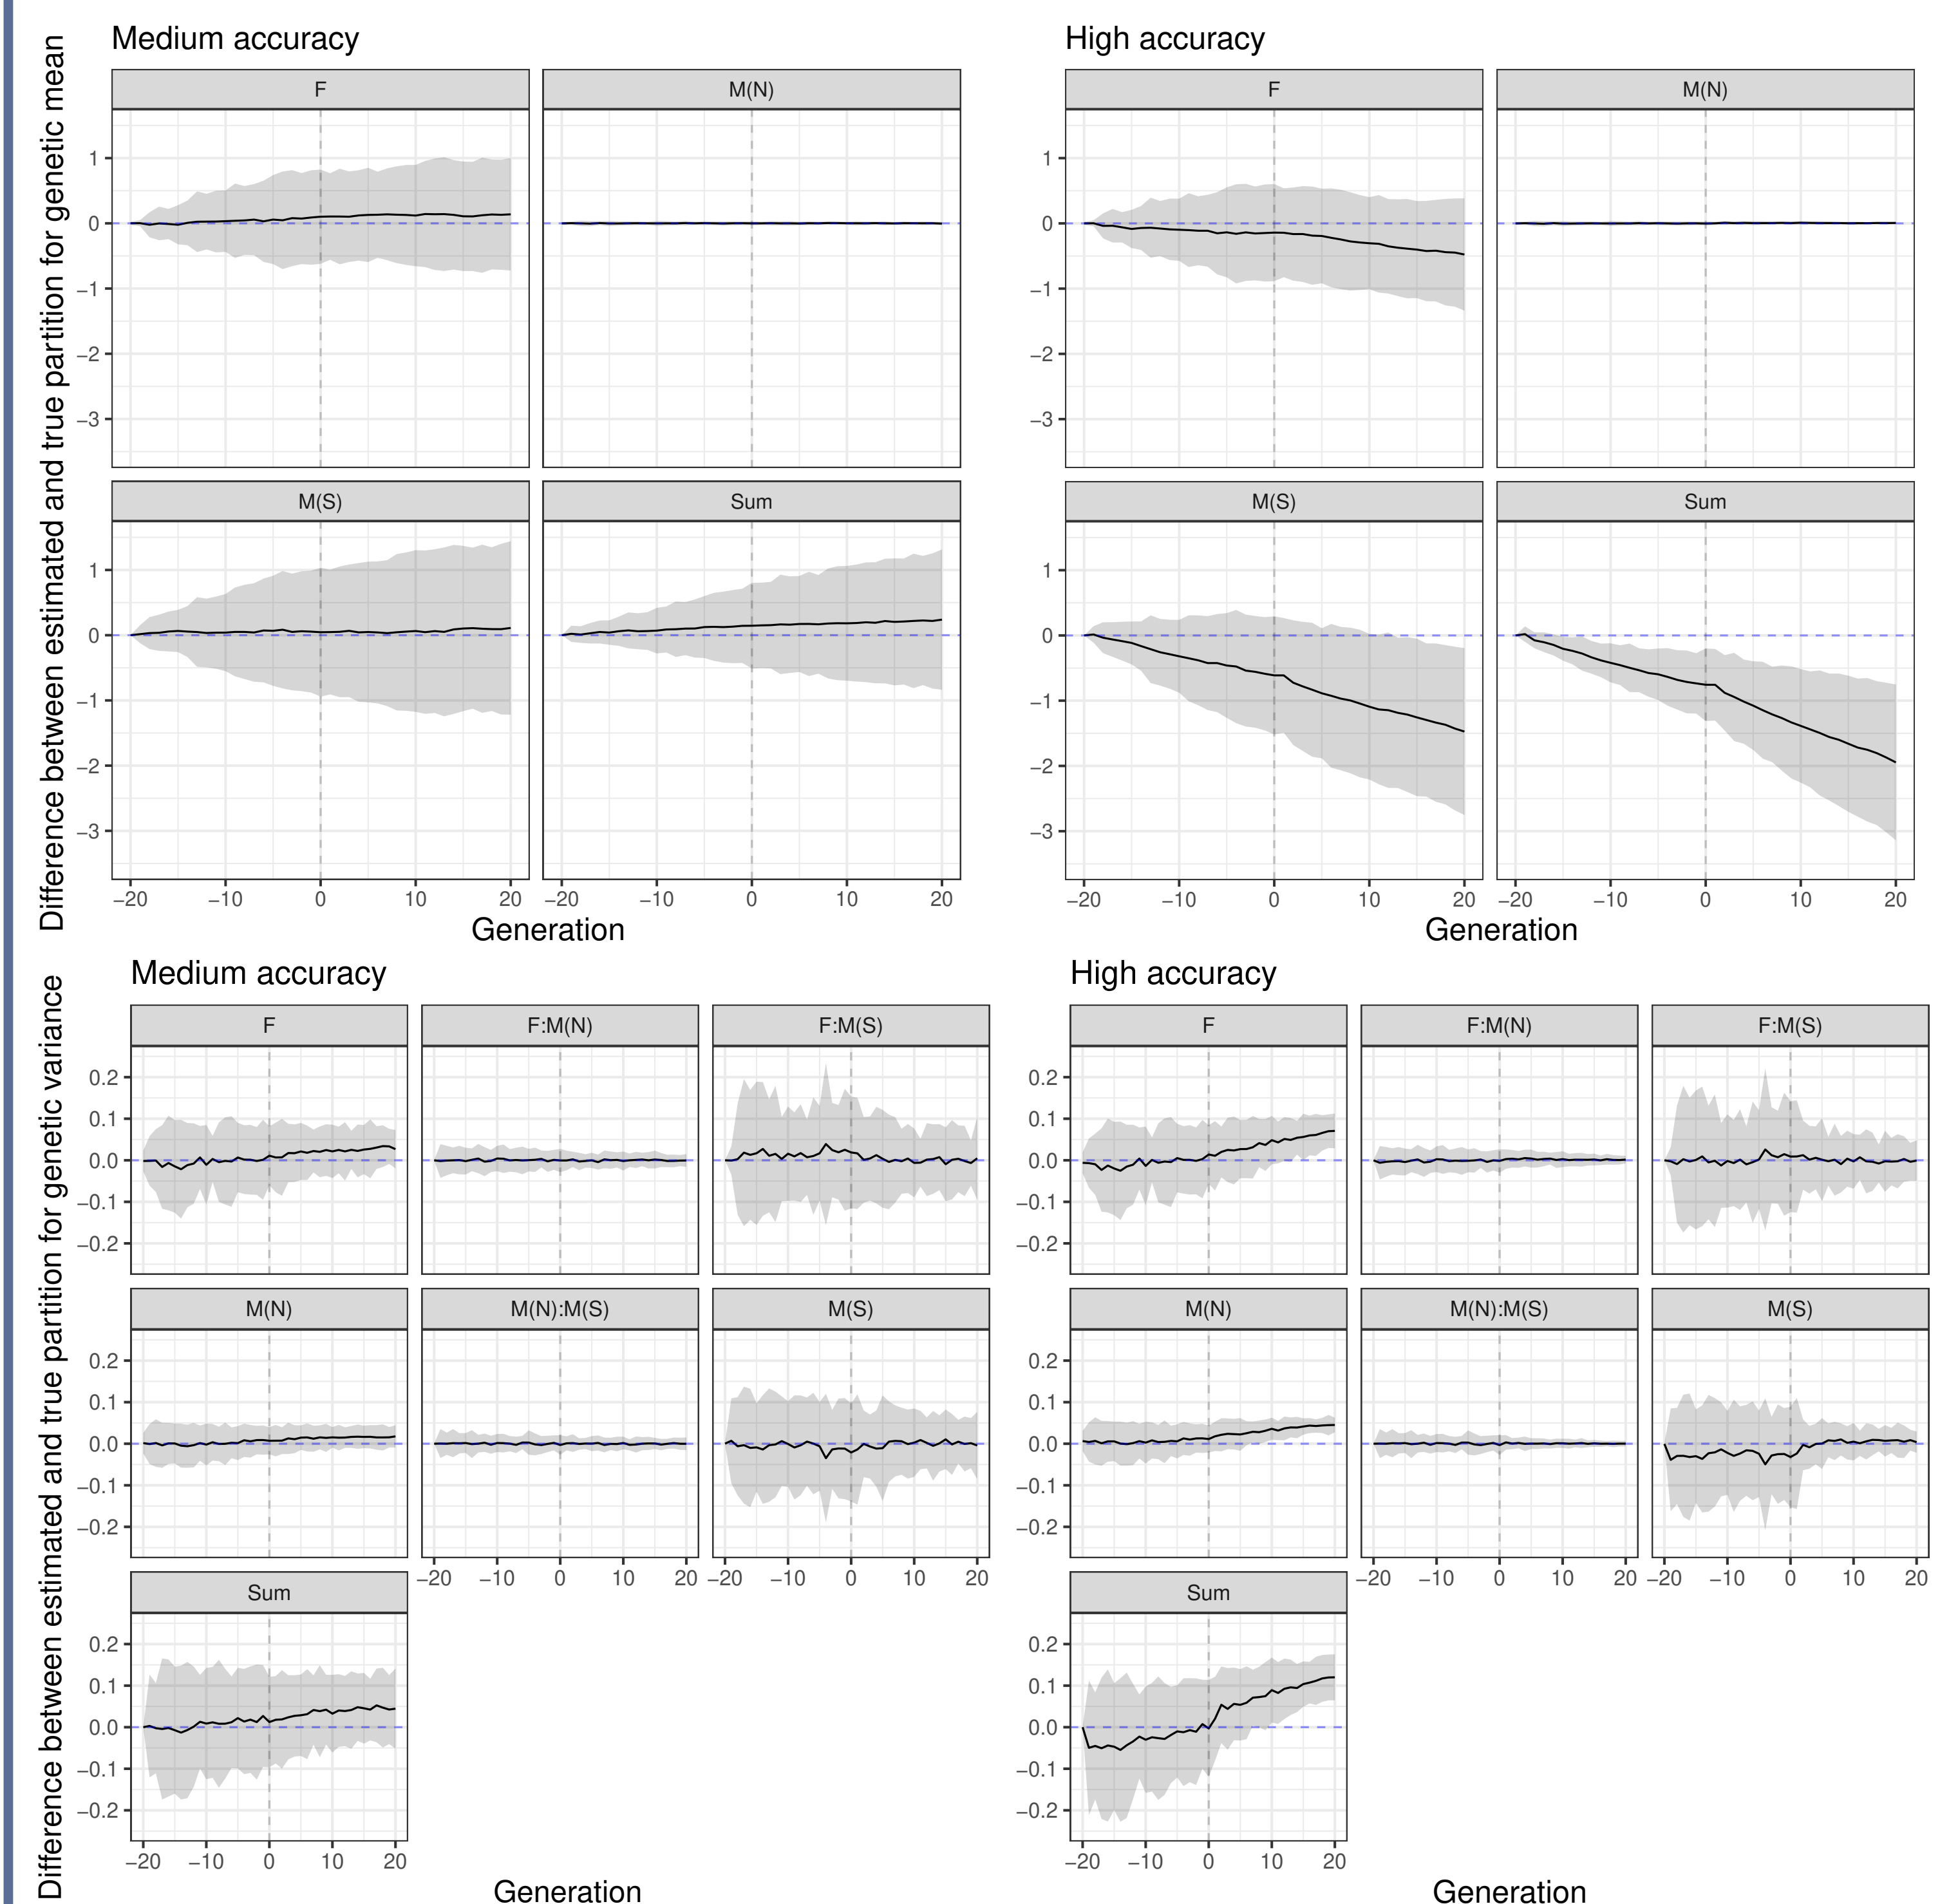 Difference between estimated and true partition for genetic mean
Medium accuracy
F
M(N)
1
0
−1
−2
−3
M(S)
Sum
1
0
−1
−2
−3
−20 −10 0 10 20 −20 −10 0 10 20
Generation
High accuracy
F
M(N)
1
0
−1
−2
−3
M(S)
Sum
1
0
−1
−2
−3
−20 −10 0 10 20 −20 −10 0 10 20
Generation
Difference between estimated and true partition for genetic variance
Medium accuracy
F
F:M(N)
F:M(S)
0.2
0.1
0.0
−0.1
−0.2
M(N)
M(N):M(S)
M(S)
0.2
0.1
0.0
−0.1
−0.2
−20 −10 0 10 20 −20 −10 0 10 20
Sum
0.2
0.1
0.0
−0.1
−0.2
−20 −10 0 10 20
Generation
High accuracy
F
F:M(N)
F:M(S)
0.2
0.1
0.0
−0.1
−0.2
M(N)
M(N):M(S)
M(S)
0.2
0.1
0.0
−0.1
−0.2
−20 −10 0 10 20 −20 −10 0 10 20
Sum
0.2
0.1
0.0
−0.1
−0.2
−20 −10 0 10 20
Generation